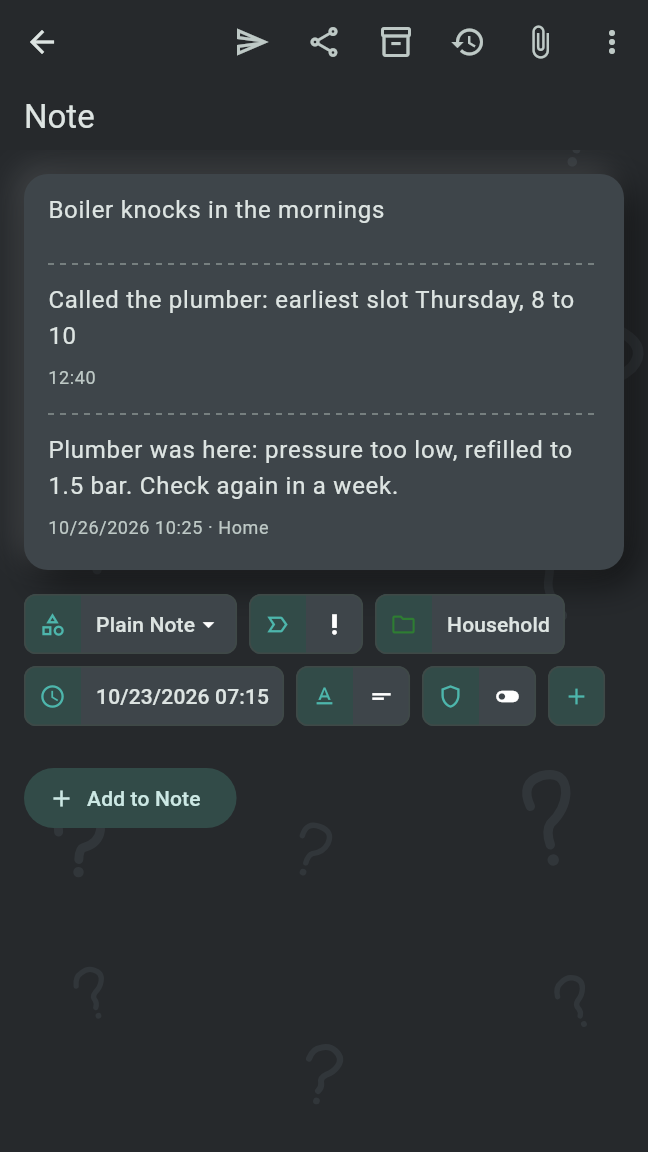 Note
Boiler knocks in the mornings
Called the plumber: earliest slot Thursday, 8 to
10
12:40
Plumber was here: pressure too low, refilled to
1.5 bar. Check again in a week.
10/26/2026 10:25 · Home
Plain Note
Household
10/23/2026 07:15
Add to Note